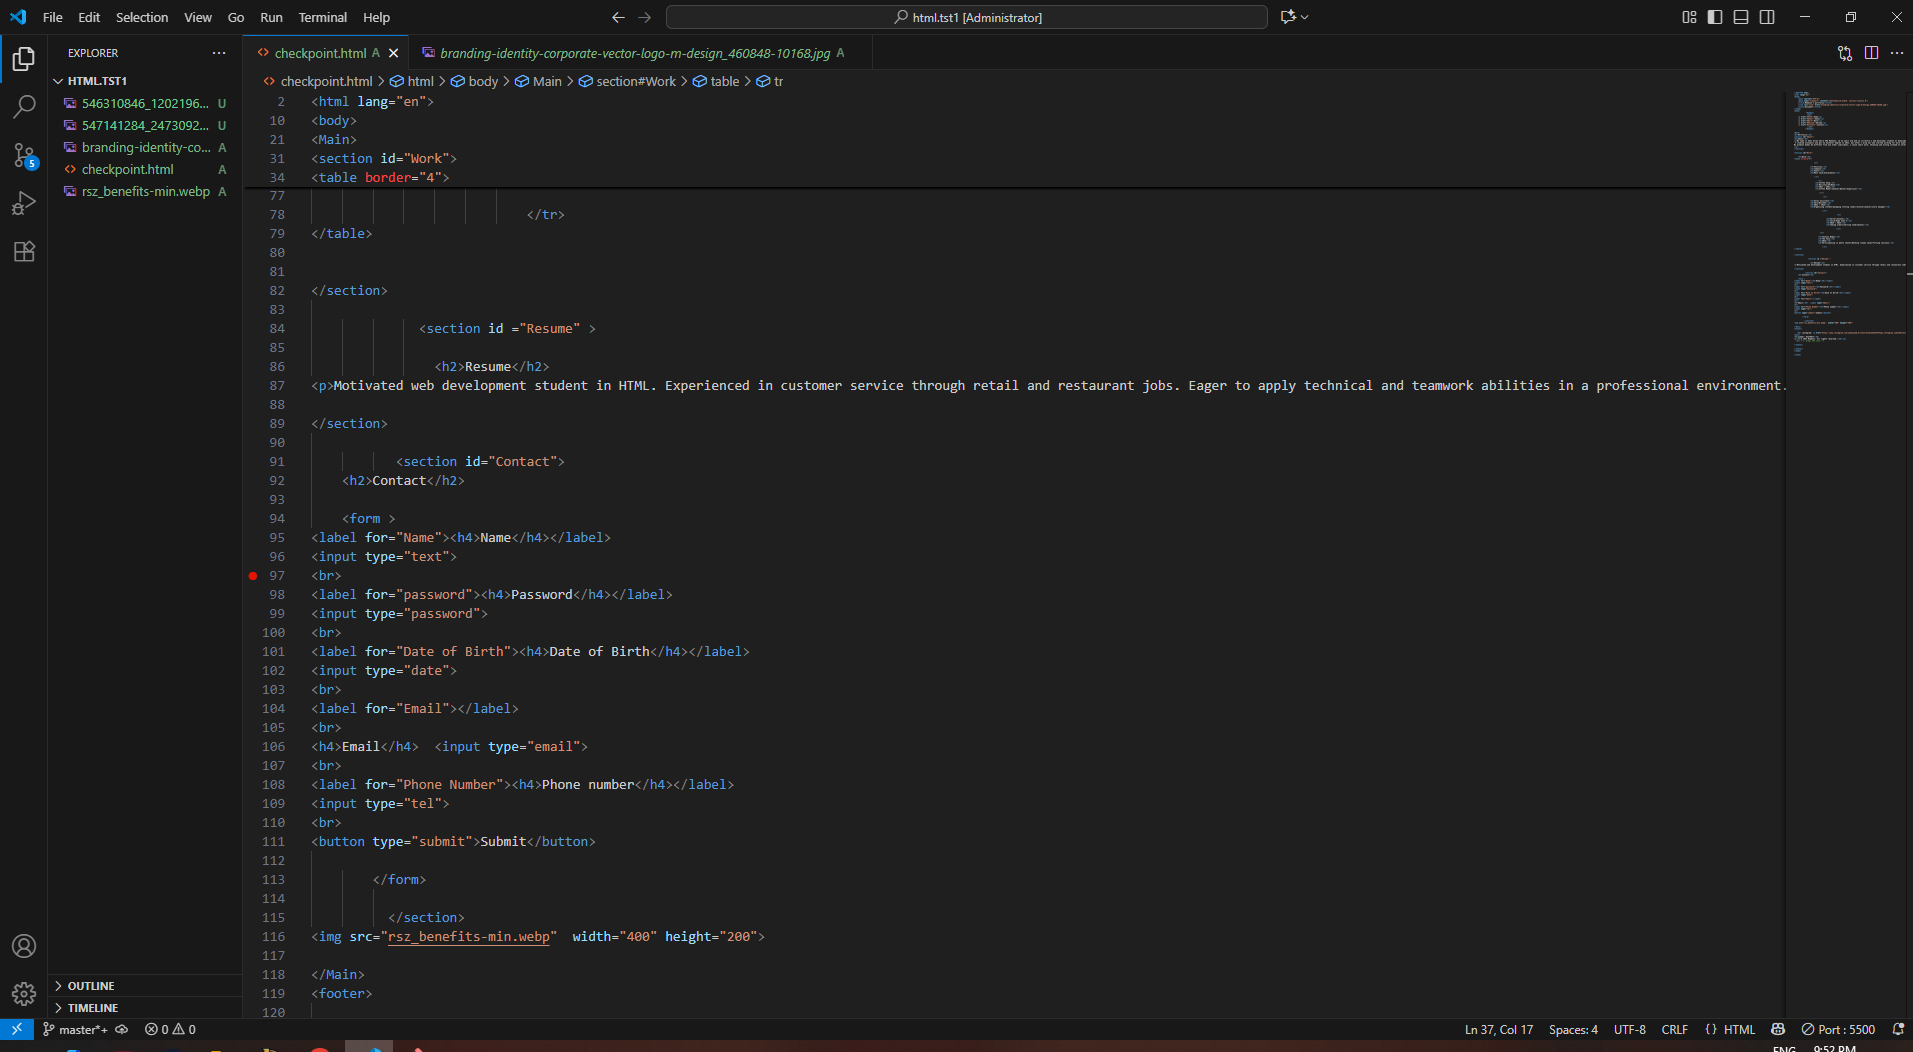 File Edit Selection View Go Run Terminal Help
html.tst1 [Administrator]
EXPLORER
HTML.TST1
546310846_1202196... U
547141284_2473092... U
branding-identity-co... A
checkpoint.html A
rsz_benefits-min.webp A
5
OUTLINE
TIMELINE
checkpoint.html A
branding-identity-corporate-vector-logo-m-design_460848-10168.jpg A
checkpoint.html > html > body > Main > section#Work > table > tr
2 <html lang="en">
10 <body>
21 <Main>
31 <section id="Work">
34 <table border="4">
77
78 </tr>
79 </table>
80
81
82 </section>
83
84 <section id ="Resume" >
85
86 <h2>Resume</h2>
87 <p>Motivated web development student in HTML. Experienced in customer service through retail and restaurant jobs. Eager to apply technical and teamwork abilities in a professional environment.
88
89 </section>
90
91 <section id="Contact">
92 <h2>Contact</h2>
93
94 <form >
95 <label for="Name"><h4>Name</h4></label>
96 <input type="text">
97 <br>
98 <label for="password"><h4>Password</h4></label>
99 <input type="password">
100 <br>
101 <label for="Date of Birth"><h4>Date of Birth</h4></label>
102 <input type="date">
103 <br>
104 <label for="Email"></label>
105 <br>
106 <h4>Email</h4>  <input type="email">
107 <br>
108 <label for="Phone Number"><h4>Phone number</h4></label>
109 <input type="tel">
110 <br>
111 <button type="submit">Submit</button>
112
113 </form>
114
115 </section>
116 <img src="rsz_benefits-min.webp"  width="400" height="200">
117
118 </Main>
119 <footer>
120
master*+ 0 0
Ln 37, Col 17 Spaces: 4 UTF-8 CRLF {} HTML Port : 5500
ENG 9:52 PM